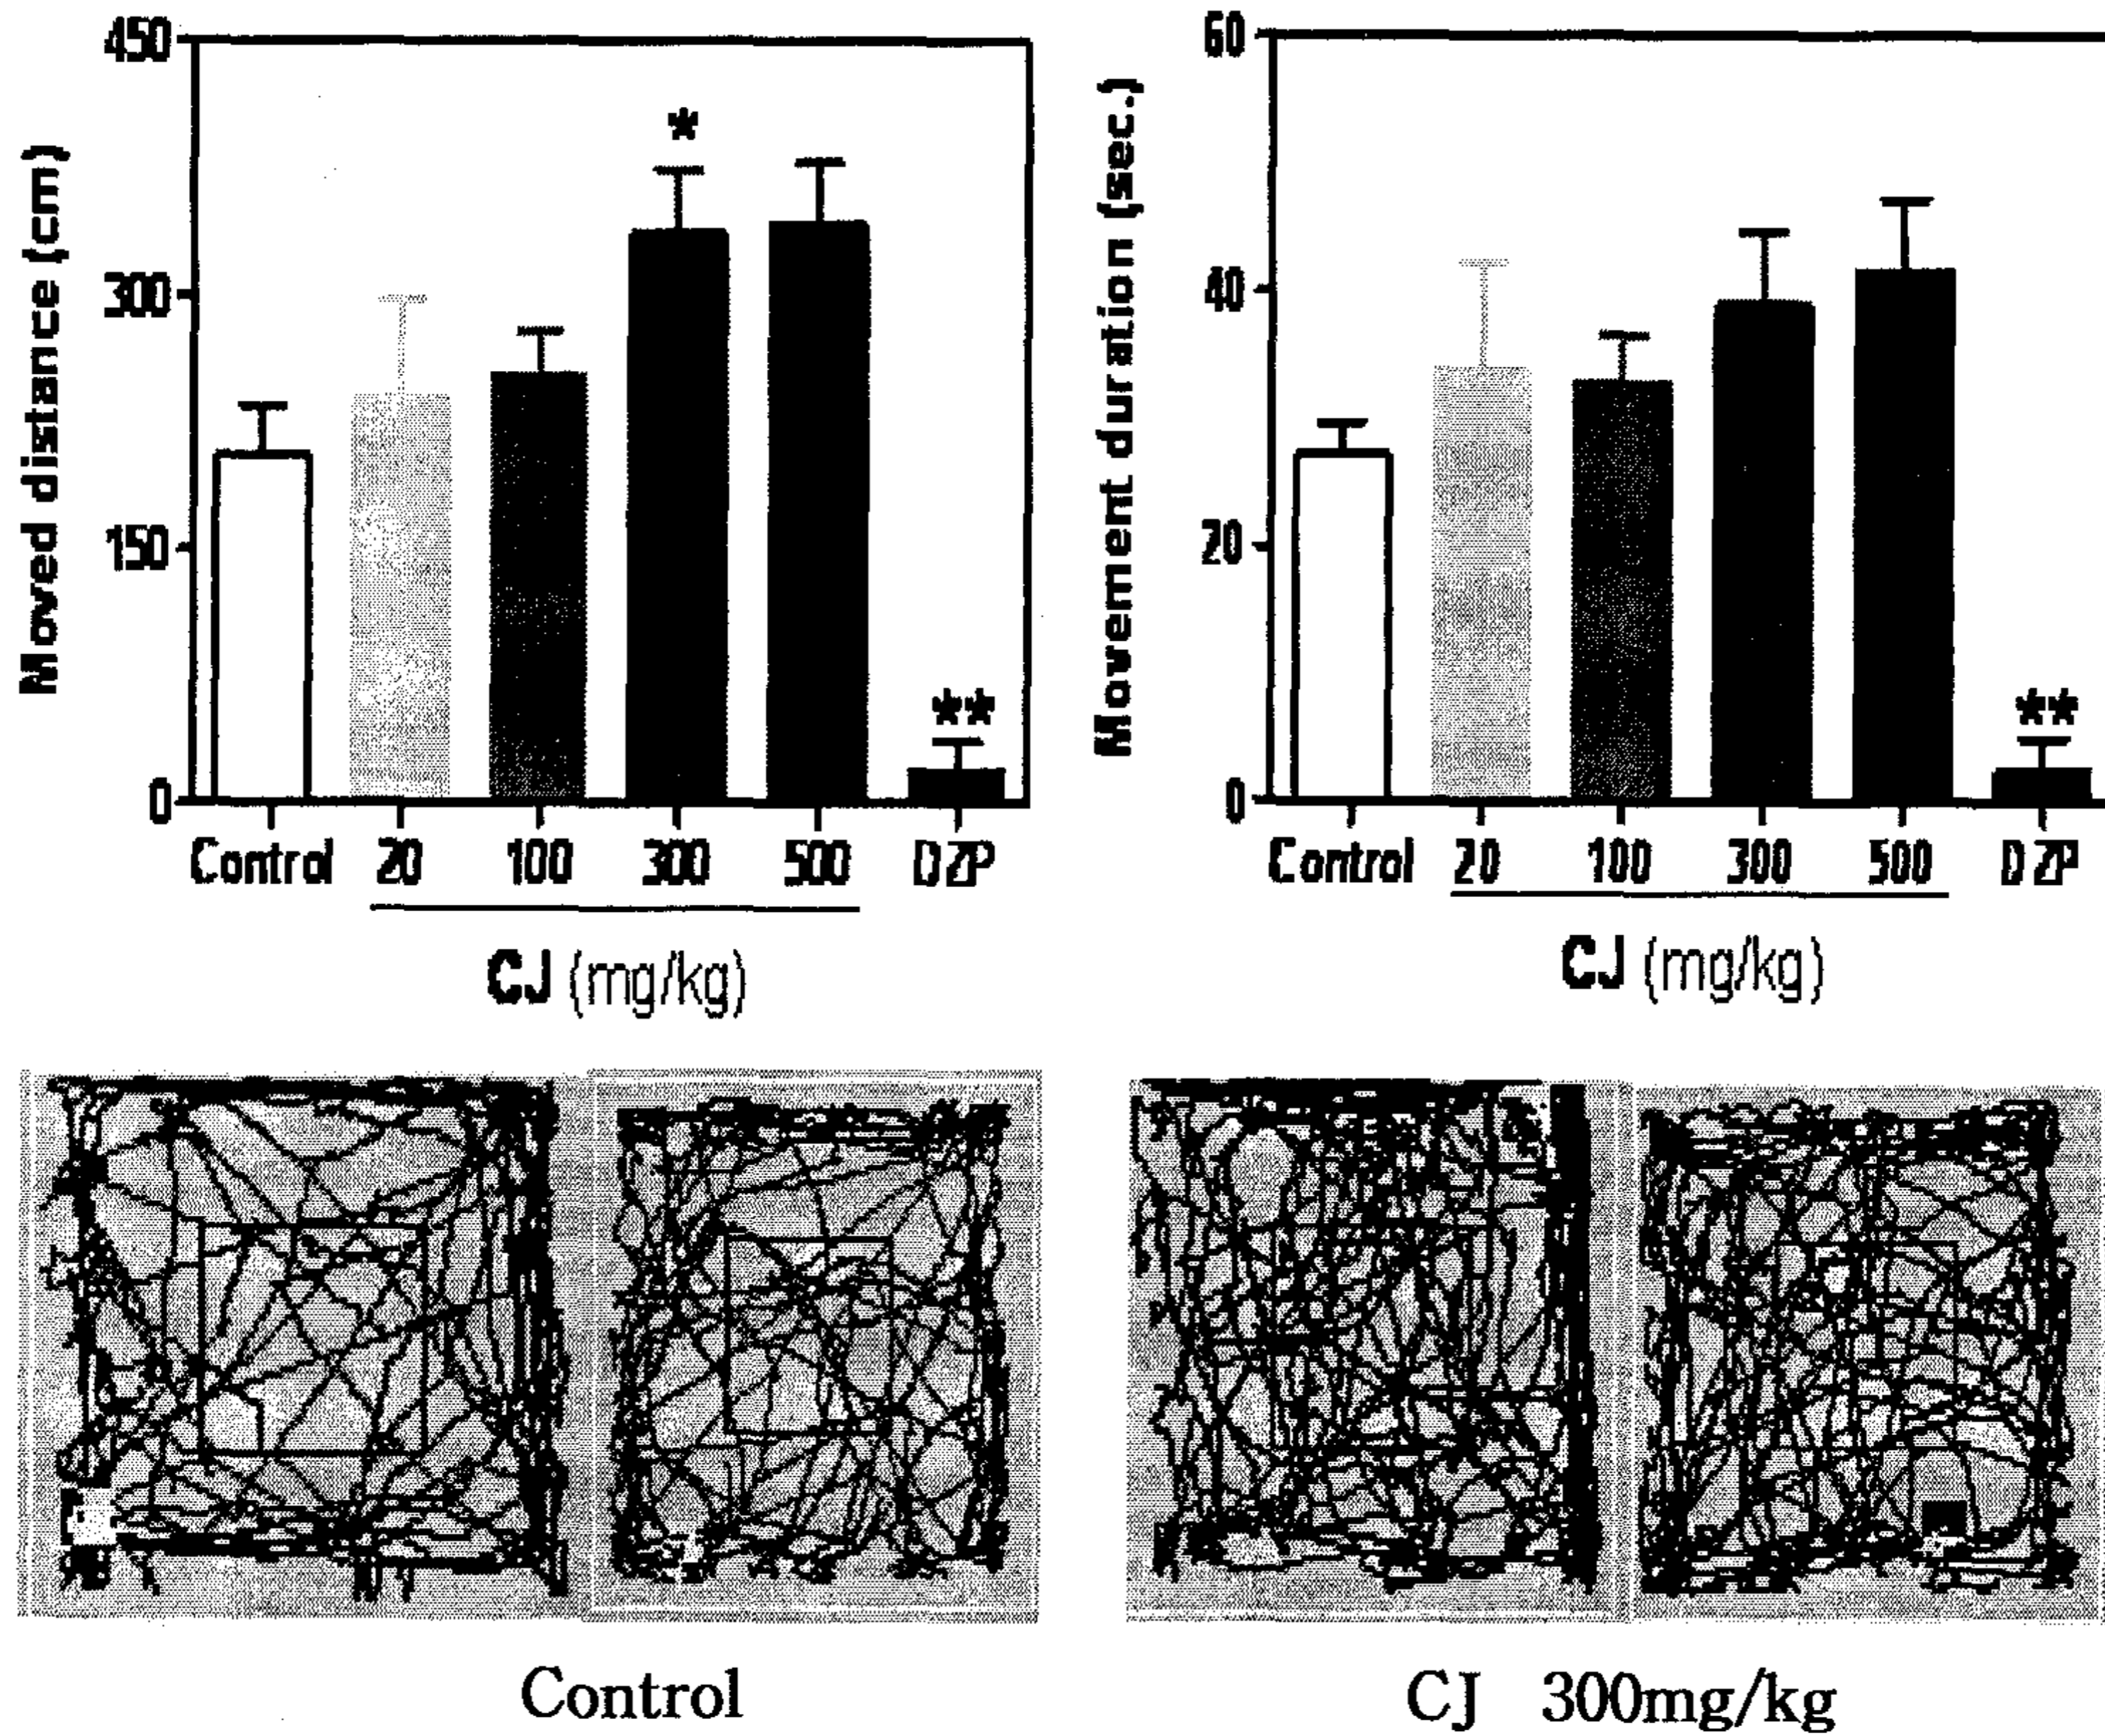 450
300
150
0
Moved distance (cm)
*
**
Control 20 100 300 500 DZP
CJ (mg/kg)
60
40
20
0
Movement duration (sec.)
**
Control 20 100 300 500 DZP
CJ (mg/kg)
Control
CJ 300mg/kg